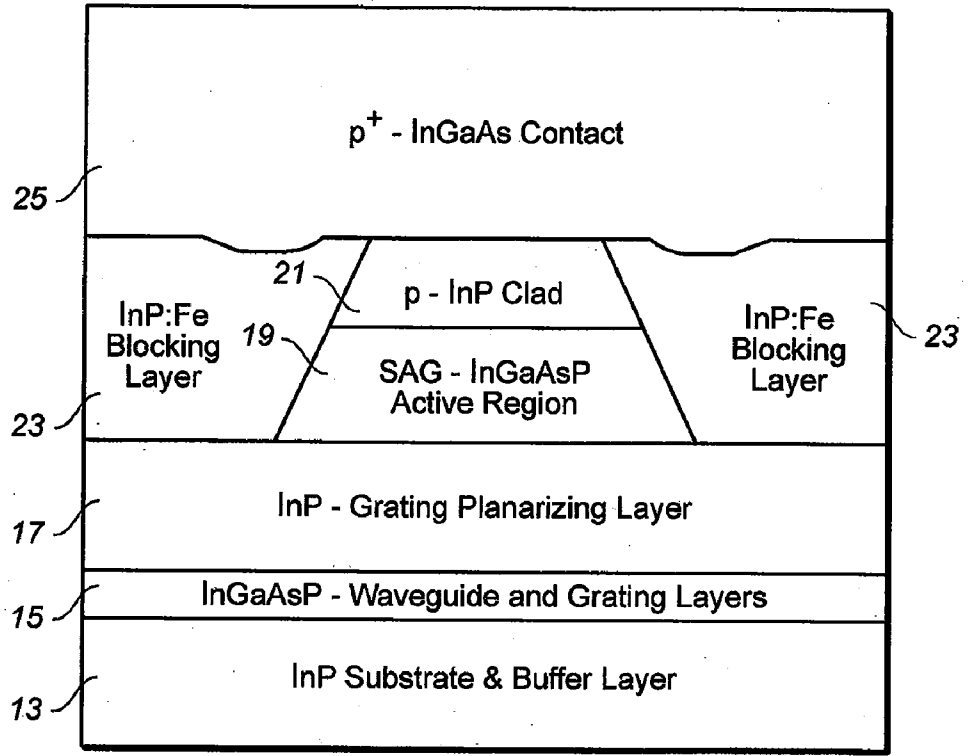 p+ - InGaAs Contact
25
21
p - InP Clad
InP:Fe
Blocking
Layer
19
SAG - InGaAsP
Active Region
InP:Fe
Blocking
Layer
23
23
InP - Grating Planarizing Layer
17
InGaAsP - Waveguide and Grating Layers
15
InP Substrate & Buffer Layer
13